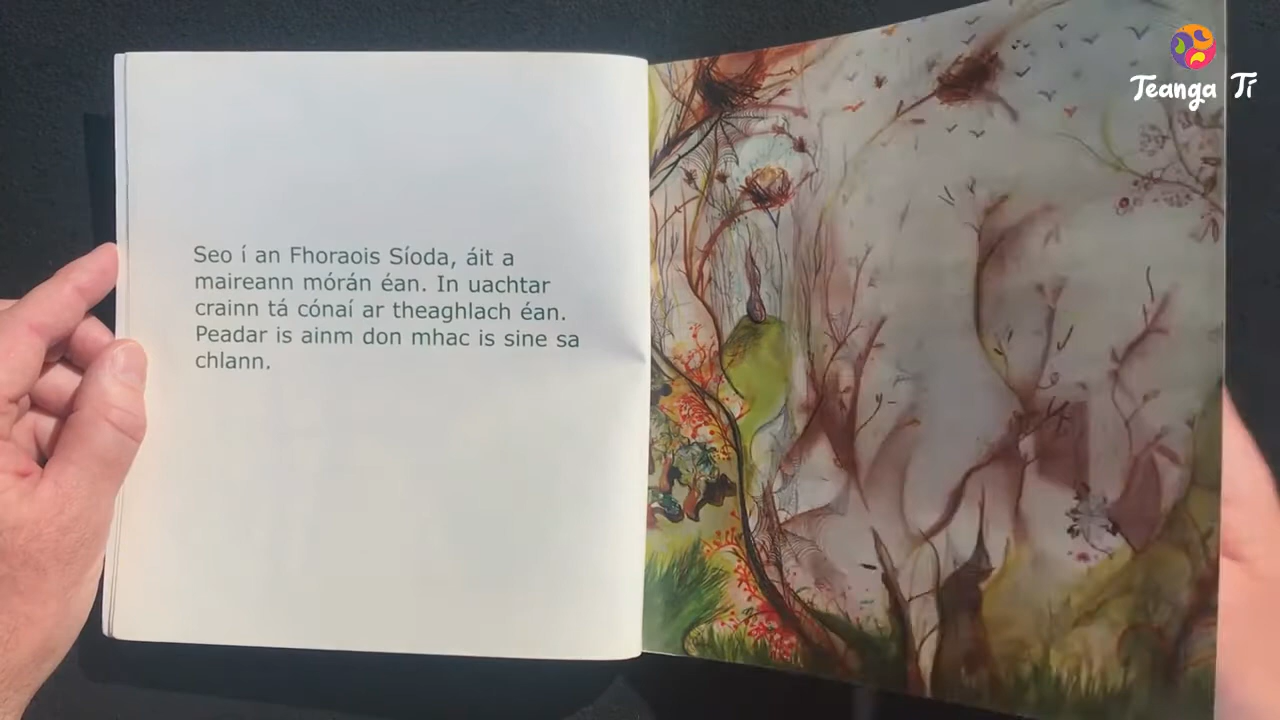 Seo í an Fhoraois Síoda, áit a
maireann mórán éan. In uachtar
crainn tá cónaí ar theaghlach éan.
Peadar is ainm don mhac is sine sa
chlann.
Teanga Tí